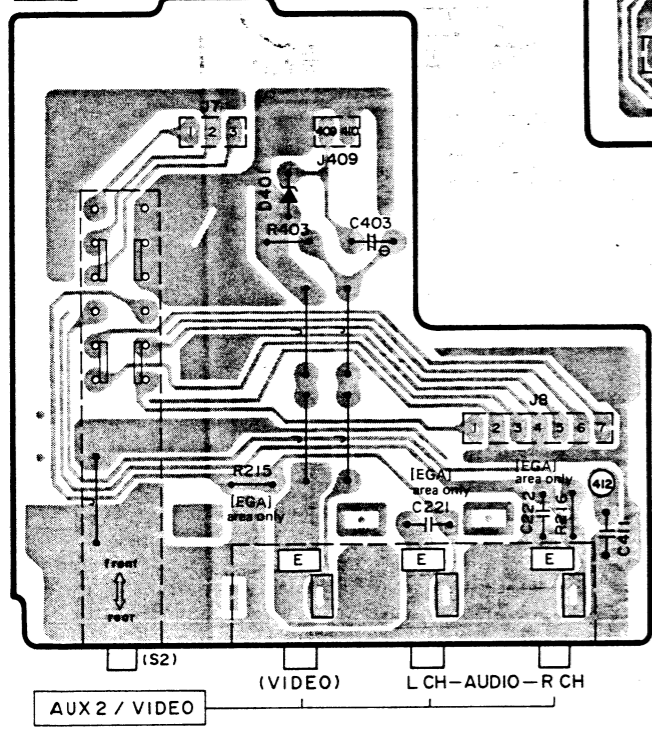 J7
1 2 3
409 410
J409
D401
R403
C403
J8
1 2 3 4 5 6 7
R215
[EGA]
area only
[EGA]
area only
C221
[EGA]
area only
C222
R216
412
C411
E
E
E
front
rear
(S2)
(VIDEO)
L CH-AUDIO-R CH
AUX 2 / VIDEO